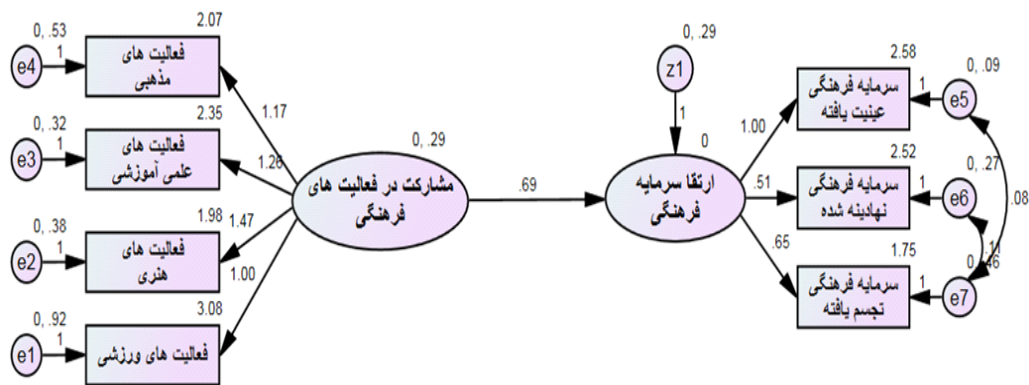 0, .53
e4
1
2.07
فعالیت های
مذهبی
0, .32
e3
1
2.35
فعالیت های
علمی آموزشی
0, .38
e2
1
1.98
فعالیت های
هنری
0, .92
e1
1
3.08
فعالیت های ورزشی
1.17
1.26
1.47
1.00
0, .29
مشارکت در فعالیت های
فرهنگی
.69
0, .29
z1
1
0
ارتقا سرمایه
فرهنگی
1.00
.51
.65
2.58
سرمایه فرهنگی
عینیت یافته
1
0, .09
e5
2.52
سرمایه فرهنگی
نهادینه شده
1
0, .27
e6
1.75
سرمایه فرهنگی
تجسم یافته
1
0, .46
e7
.08
.11